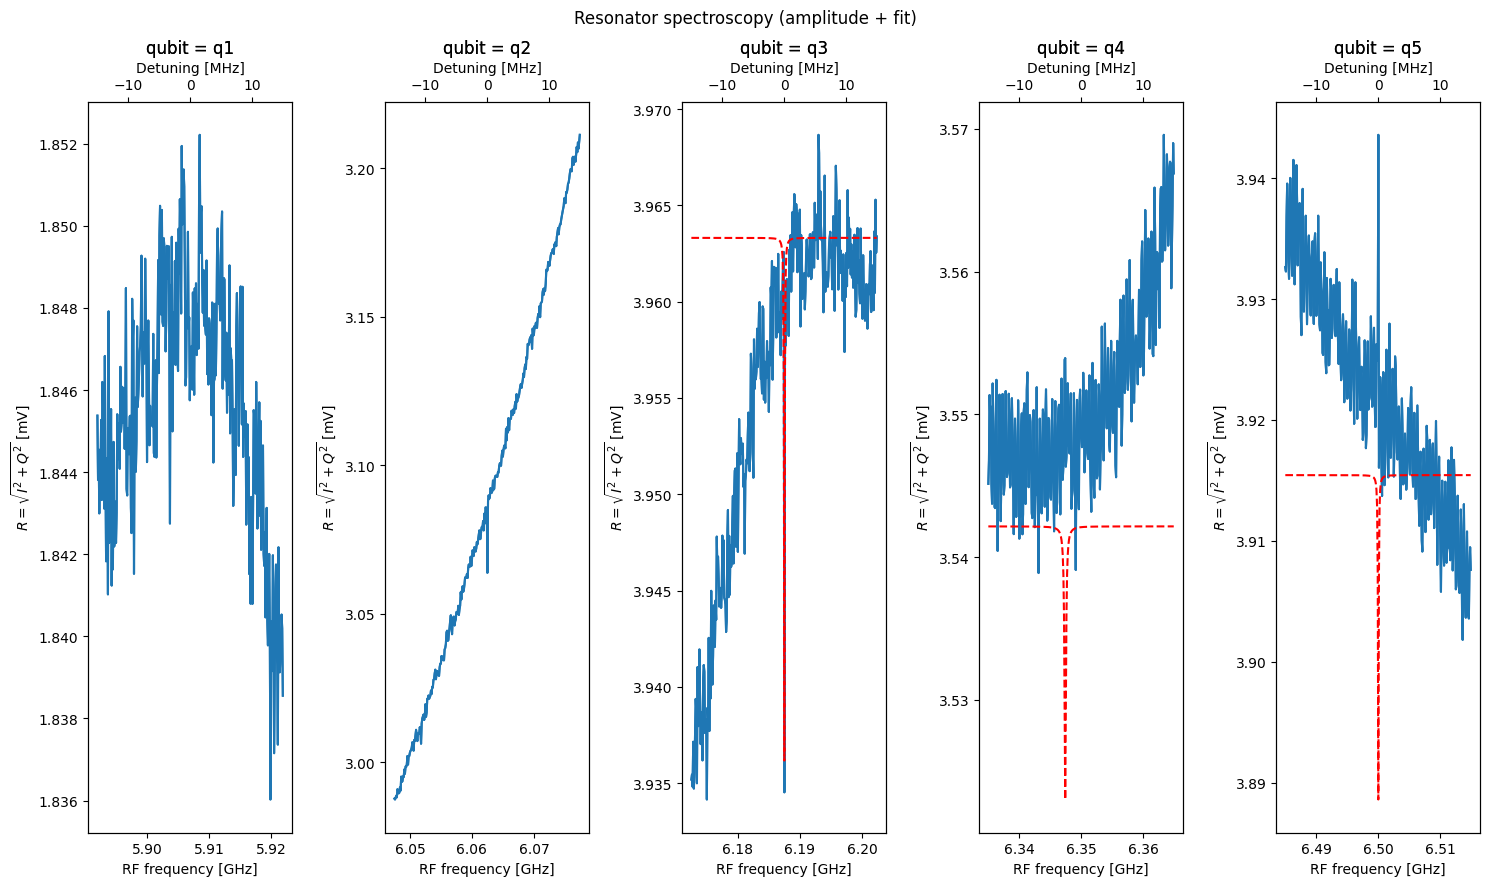 Resonator spectroscopy (amplitude + fit)
qubit = q1
Detuning [MHz]
−10 0 10
1.852
1.850
1.848
1.846
1.844
1.842
1.840
1.838
1.836
R = √I² + Q² [mV]
5.90 5.91 5.92
RF frequency [GHz]
qubit = q2
Detuning [MHz]
−10 0 10
3.20
3.15
3.10
3.05
3.00
R = √I² + Q² [mV]
6.05 6.06 6.07
RF frequency [GHz]
qubit = q3
Detuning [MHz]
−10 0 10
3.970
3.965
3.960
3.955
3.950
3.945
3.940
3.935
R = √I² + Q² [mV]
6.18 6.19 6.20
RF frequency [GHz]
qubit = q4
Detuning [MHz]
−10 0 10
3.57
3.56
3.55
3.54
3.53
R = √I² + Q² [mV]
6.34 6.35 6.36
RF frequency [GHz]
qubit = q5
Detuning [MHz]
−10 0 10
3.94
3.93
3.92
3.91
3.90
3.89
R = √I² + Q² [mV]
6.49 6.50 6.51
RF frequency [GHz]